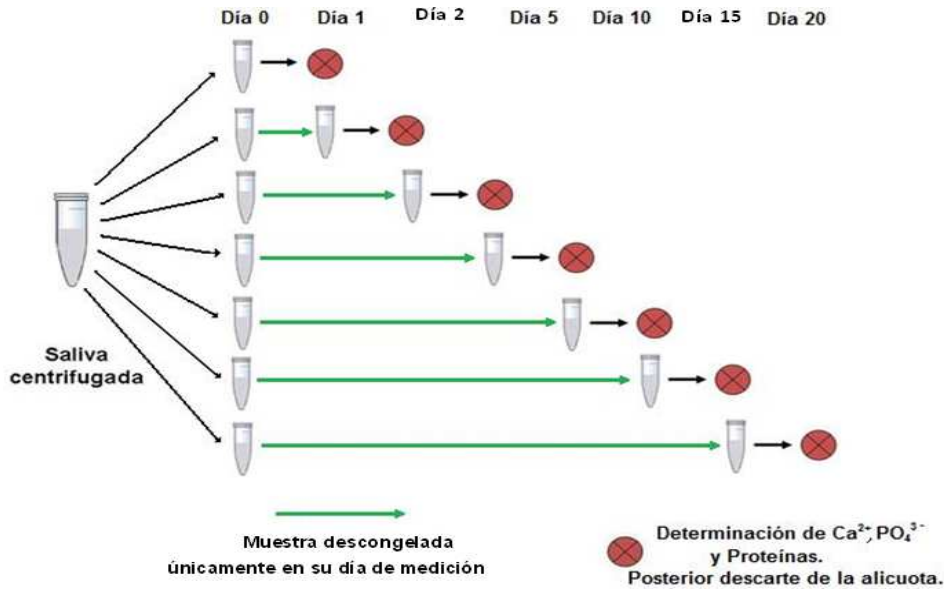 Día 0 Día 1 Día 2 Día 5 Día 10 Día 15 Día 20
Saliva
centrifugada
Muestra descongelada
únicamente en su día de medición
Determinación de Ca²⁺, PO₄³⁻
y Proteínas.
Posterior descarte de la alicuota.